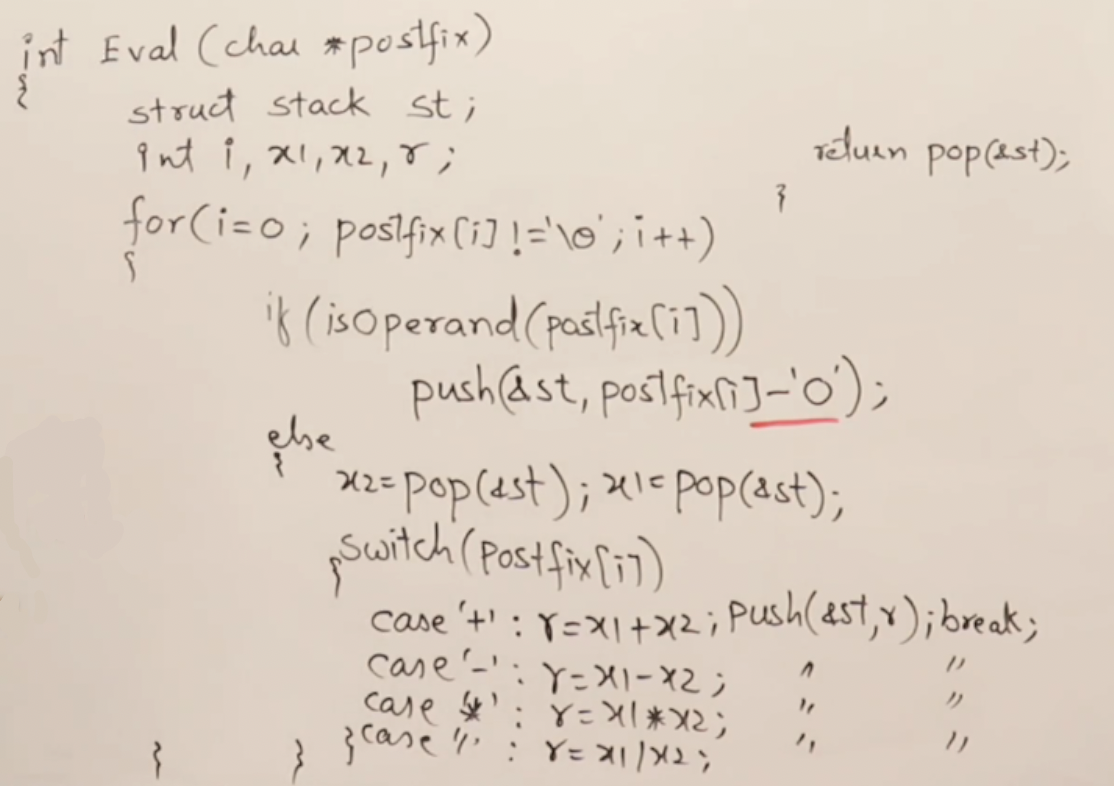 int Eval (char *postfix)
{
struct stack st;
int i, x1, x2, r;
for(i=0; postfix[i]!='\0'; i++)
{
if (isOperand(postfix[i]))
push(&st, postfix[i]-'0');
else
{
x2=pop(&st); x1=pop(&st);
switch(postfix[i])
{
case '+' : r=x1+x2; push(&st,r); break;
case '-' : r=x1-x2; " "
case '*' : r=x1*x2; " "
case '/' : r=x1/x2; " "
} } }
return pop(&st);
}